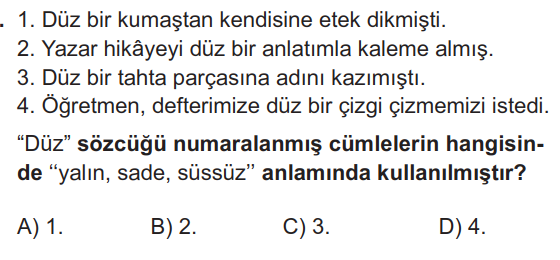 . 1. Düz bir kumaştan kendisine etek dikmişti.
2. Yazar hikâyeyi düz bir anlatımla kaleme almış.
3. Düz bir tahta parçasına adını kazımıştı.
4. Öğretmen, defterimize düz bir çizgi çizmemizi istedi.
“Düz” sözcüğü numaralanmış cümlelerin hangisin-
de ‘‘yalın, sade, süssüz’’ anlamında kullanılmıştır?
A) 1. B) 2. C) 3. D) 4.